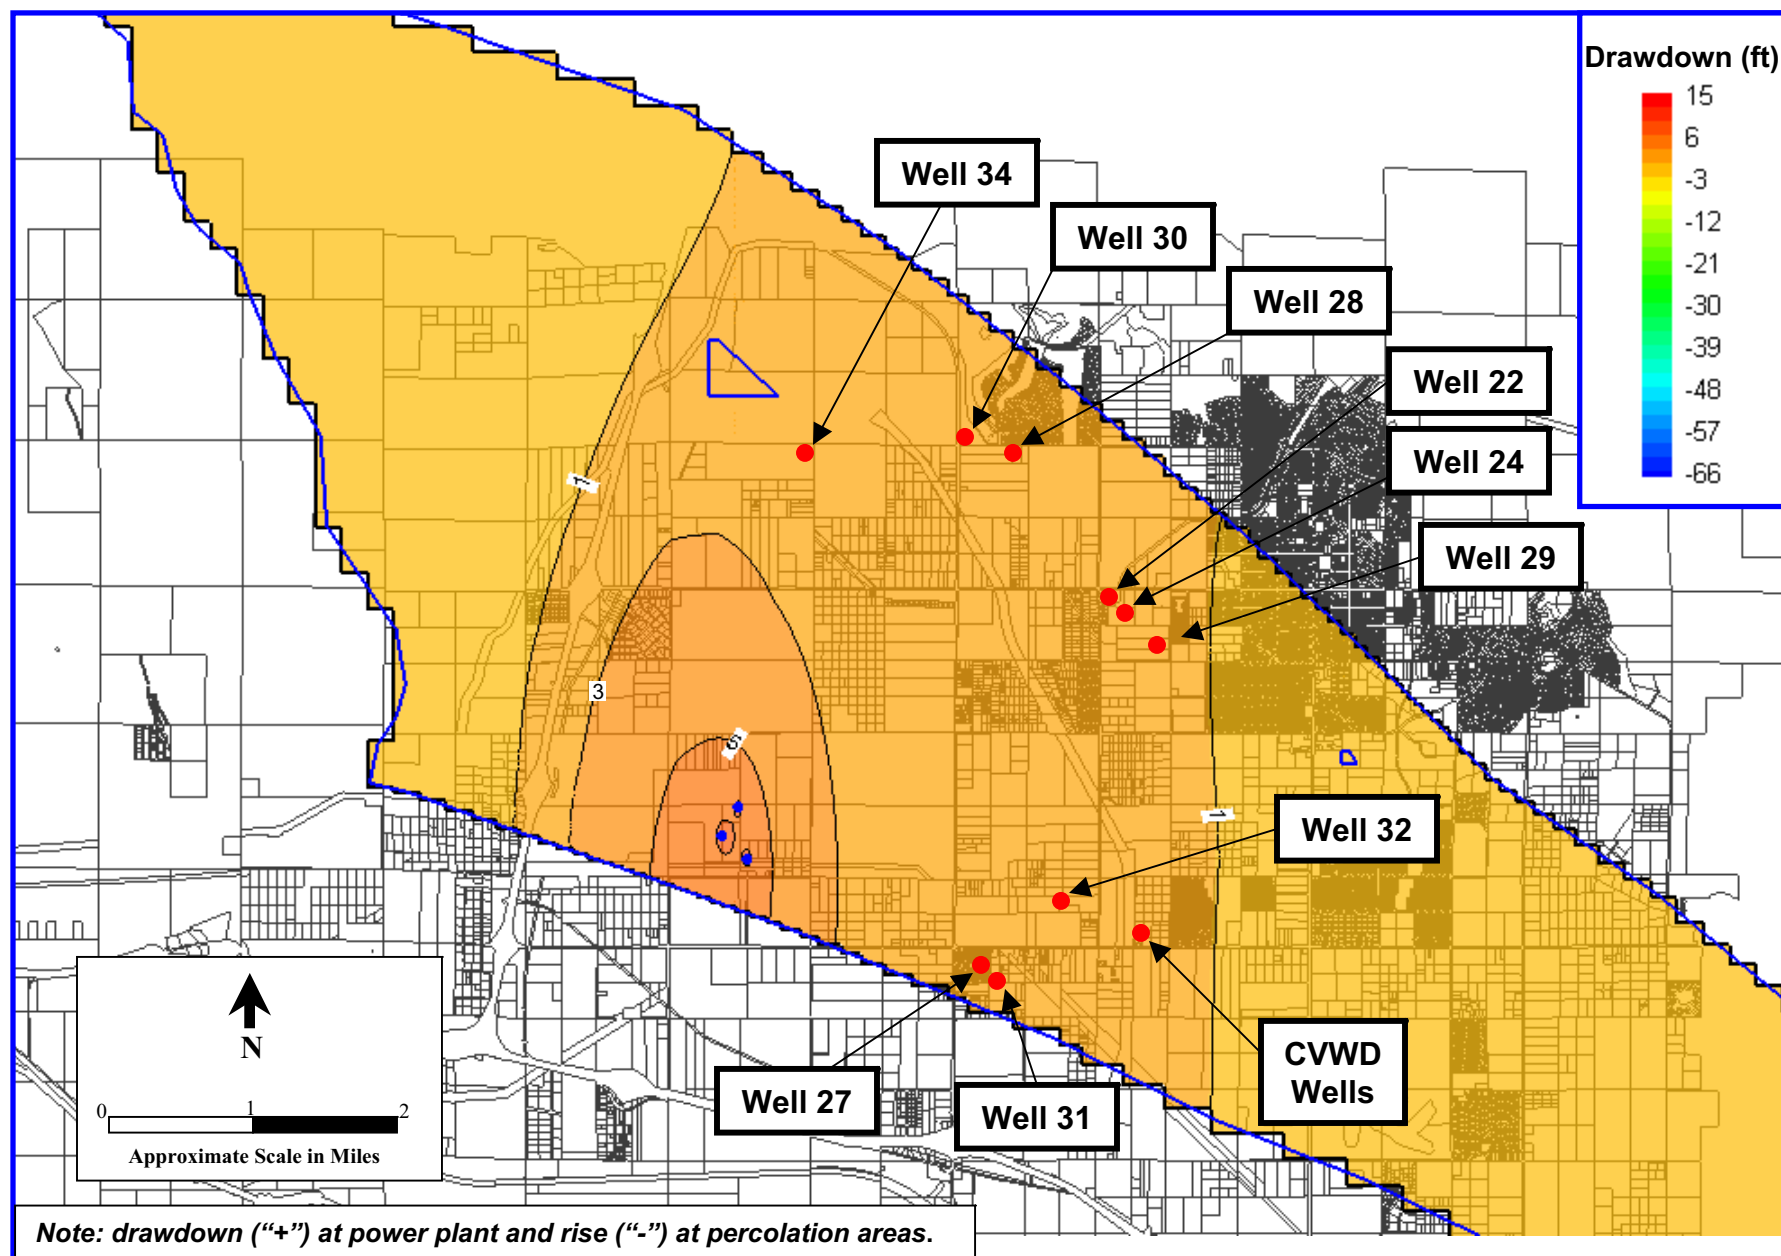 Drawdown (ft)
15
6
-3
-12
-21
-30
-39
-48
-57
-66
Well 34
Well 30
Well 28
Well 22
Well 24
Well 29
1
3
5
1
Well 32
CVWD
Wells
Well 27
Well 31
N
0 1 2
Approximate Scale in Miles
Note: drawdown (“+”) at power plant and rise (“-”) at percolation areas.